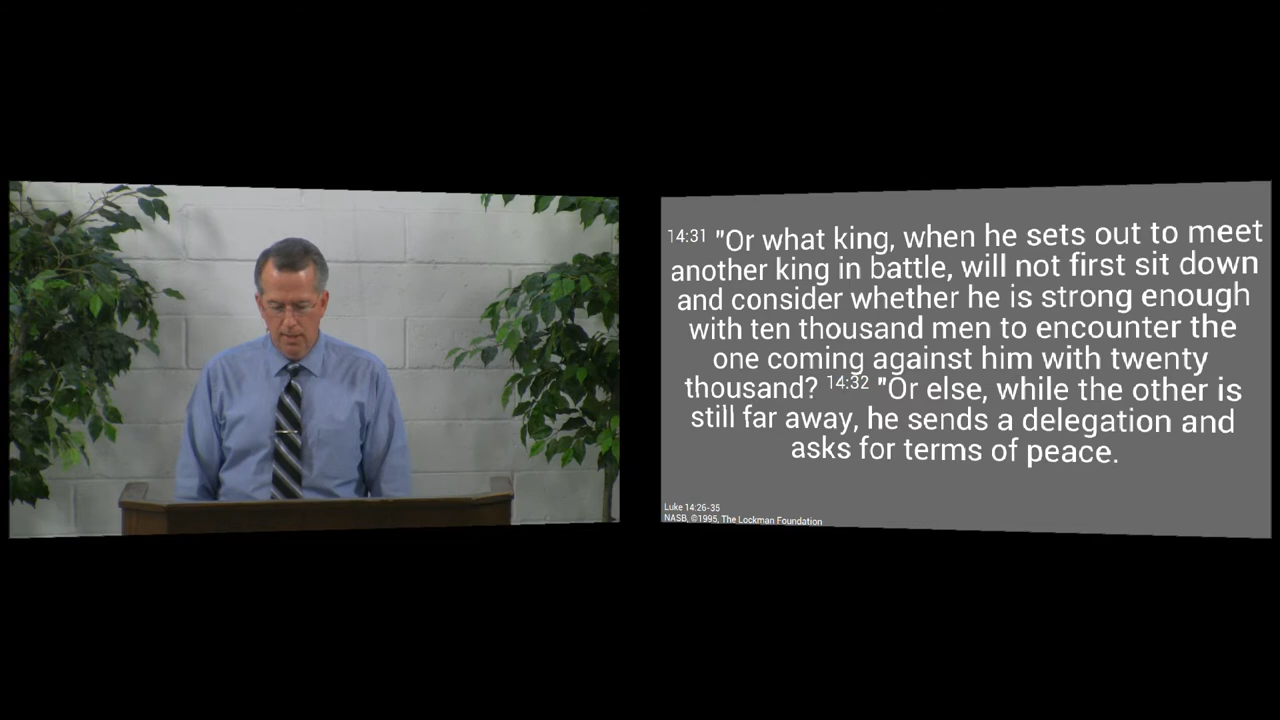 14:31 "Or what king, when he sets out to meet
another king in battle, will not first sit down
and consider whether he is strong enough
with ten thousand men to encounter the
one coming against him with twenty
thousand? 14:32 "Or else, while the other is
still far away, he sends a delegation and
asks for terms of peace.
Luke 14:26-35
NASB, ©1995, The Lockman Foundation